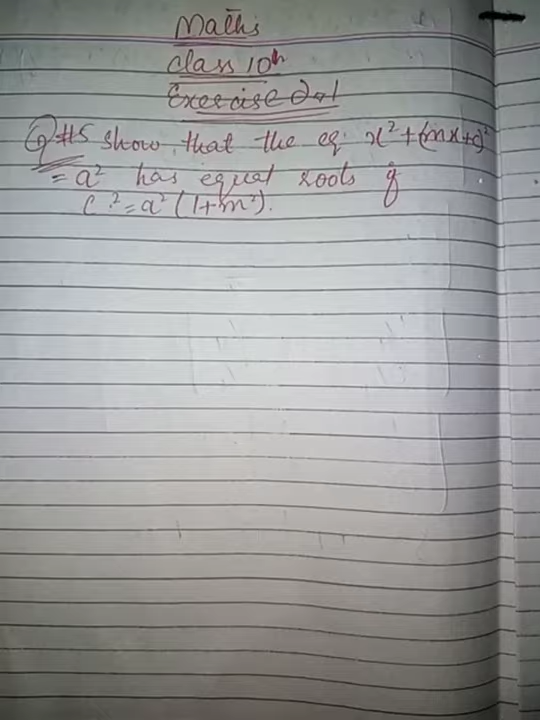 Maths
Class 10th
Exercise 2.1
Q#5 show that the eq. x²+(mx+c)²
= a² has equal roots if
c²=a²(1+m²).